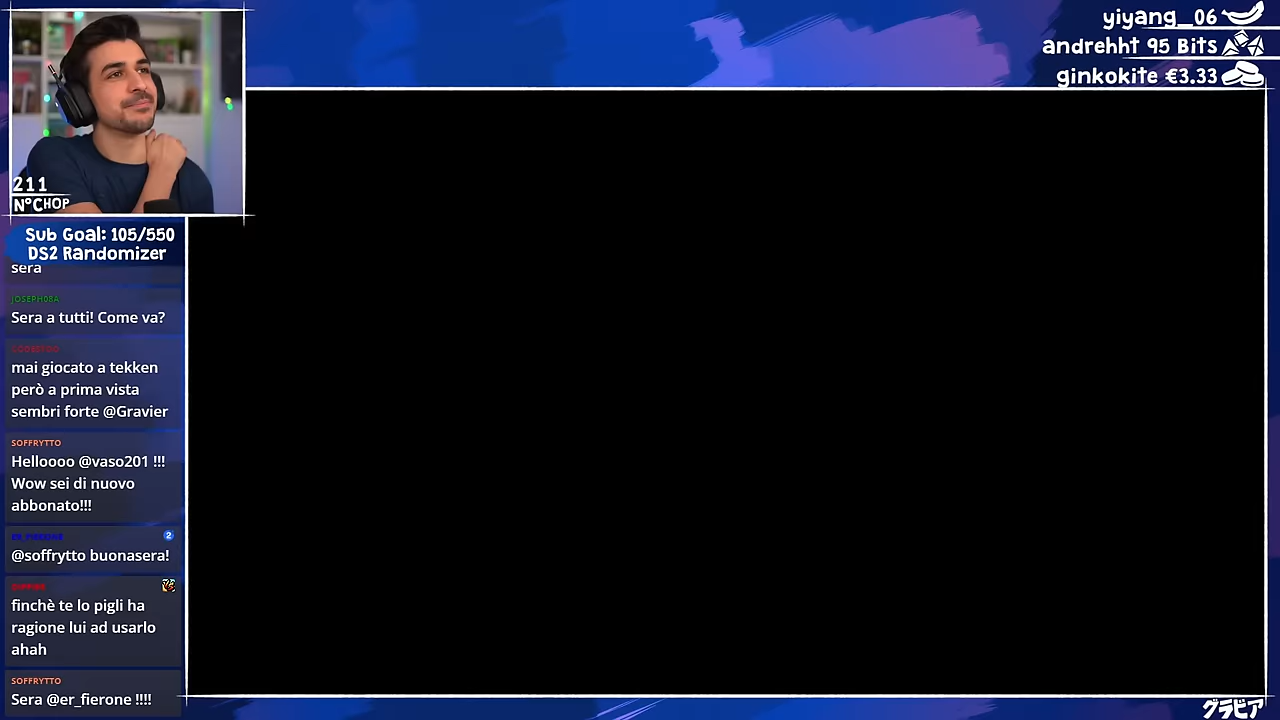 yiyang_06
andrehht 95 Bits
ginkokite €3.33
211
N°CHOP
Sub Goal: 105/550
DS2 Randomizer
sera
JOSEPH08A
Sera a tutti! Come va?
mai giocato a tekken
però a prima vista
sembri forte @Gravier
SOFFRYTTO
Helloooo @vaso201 !!!
Wow sei di nuovo
abbonato!!!
2
@soffrytto buonasera!
finchè te lo pigli ha
ragione lui ad usarlo
ahah
SOFFRYTTO
Sera @er_fierone !!!!
グラビア